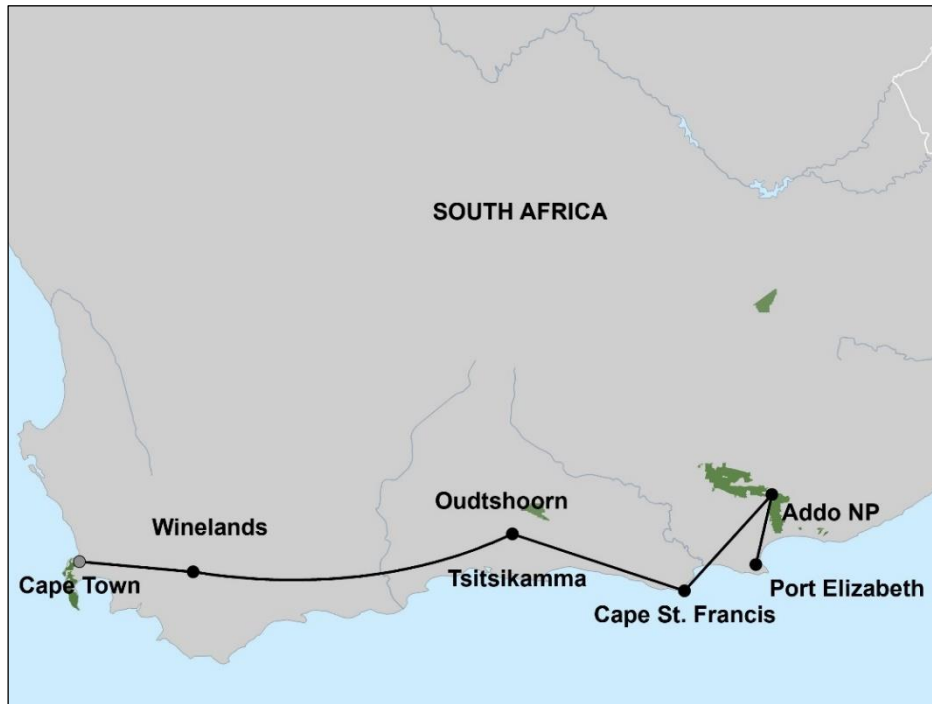 SOUTH AFRICA
Oudtshoorn
Addo NP
Winelands
Tsitsikamma
Cape Town
Port Elizabeth
Cape St. Francis